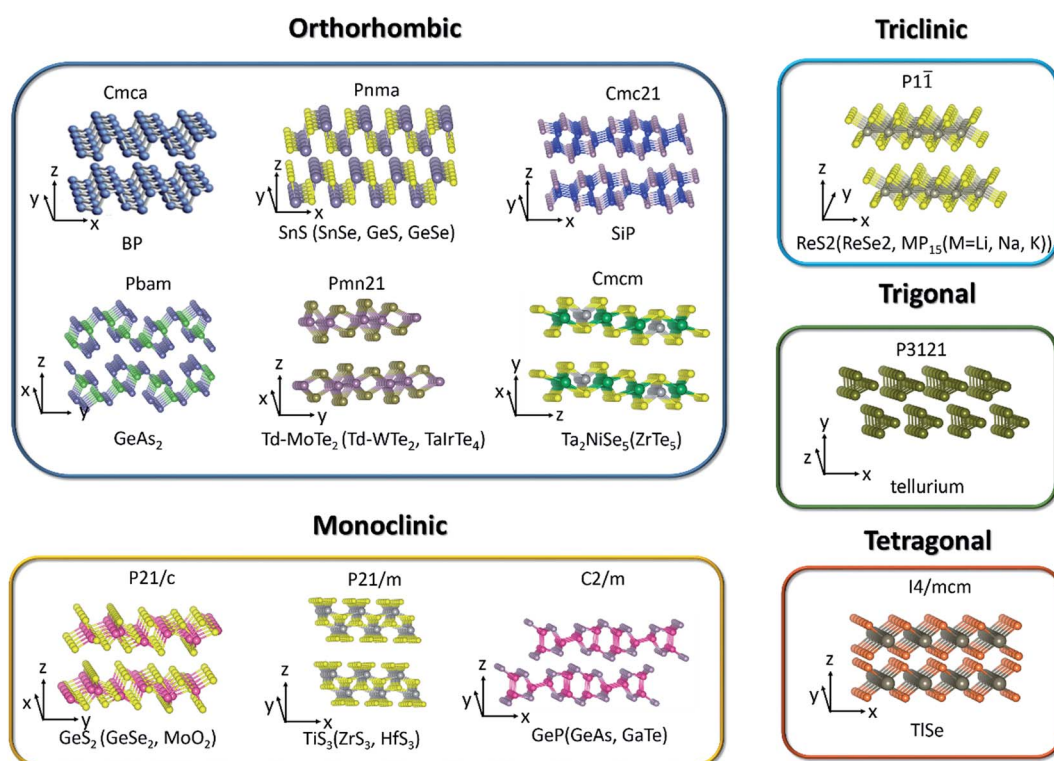 Orthorhombic
Cmca
Pnma
Cmc21
z
y
x
z
y
x
z
y
x
BP
SnS (SnSe, GeS, GeSe)
SiP
Pbam
Pmn21
Cmcm
z
x
y
z
x
y
y
x
z
GeAs₂
Td-MoTe₂ (Td-WTe₂, TaIrTe₄)
Ta₂NiSe₅(ZrTe₅)
Triclinic
P1̅
z
y
x
ReS2(ReSe2, MP₁₅(M=Li, Na, K))
Trigonal
P3121
y
z
x
tellurium
Monoclinic
P21/c
P21/m
C2/m
z
x
y
z
x
y
z
y
x
GeS₂ (GeSe₂, MoO₂)
TiS₃(ZrS₃, HfS₃)
GeP(GeAs, GaTe)
Tetragonal
I4/mcm
z
y
x
TlSe